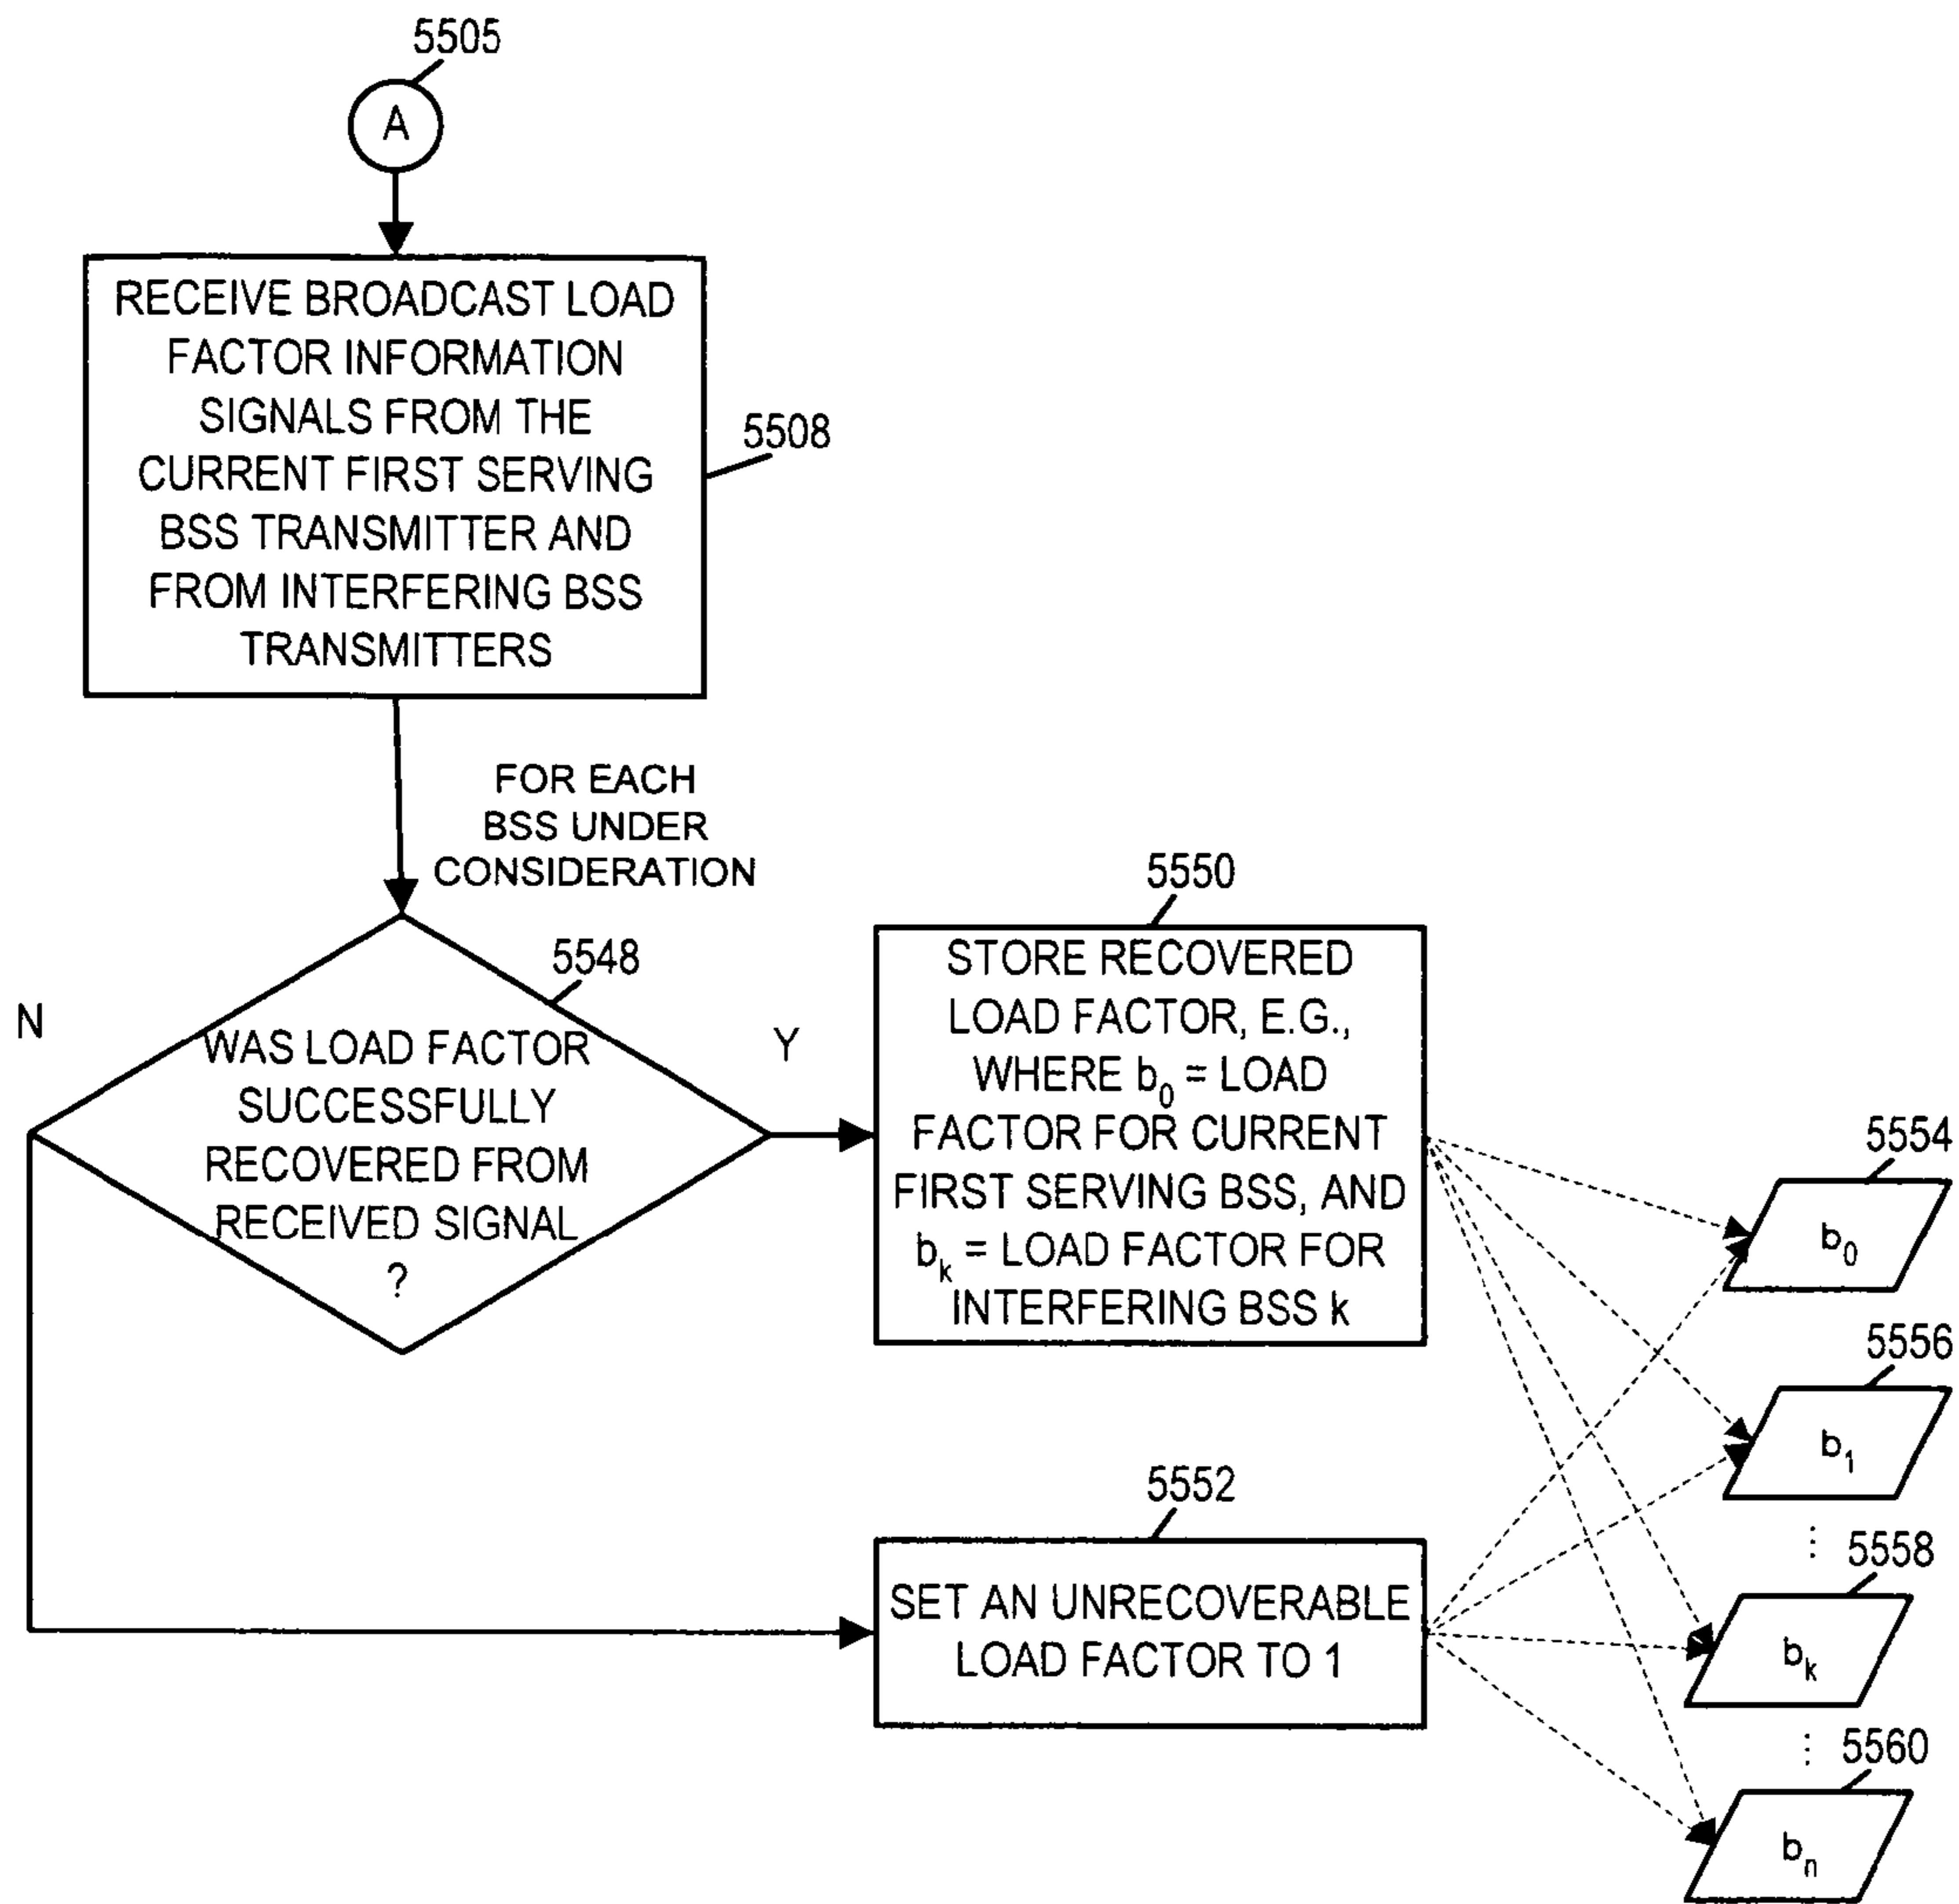 5505
A
RECEIVE BROADCAST LOAD
FACTOR INFORMATION
SIGNALS FROM THE
CURRENT FIRST SERVING
BSS TRANSMITTER AND
FROM INTERFERING BSS
TRANSMITTERS
5508
FOR EACH
BSS UNDER
CONSIDERATION
5548
N
WAS LOAD FACTOR
SUCCESSFULLY
RECOVERED FROM
RECEIVED SIGNAL
?
Y
5550
STORE RECOVERED
LOAD FACTOR, E.G.,
WHERE b₀ = LOAD
FACTOR FOR CURRENT
FIRST SERVING BSS, AND
bₖ = LOAD FACTOR FOR
INTERFERING BSS k
5552
SET AN UNRECOVERABLE
LOAD FACTOR TO 1
5554
b₀
5556
b₁
⋮
5558
bₖ
⋮
5560
bₙ